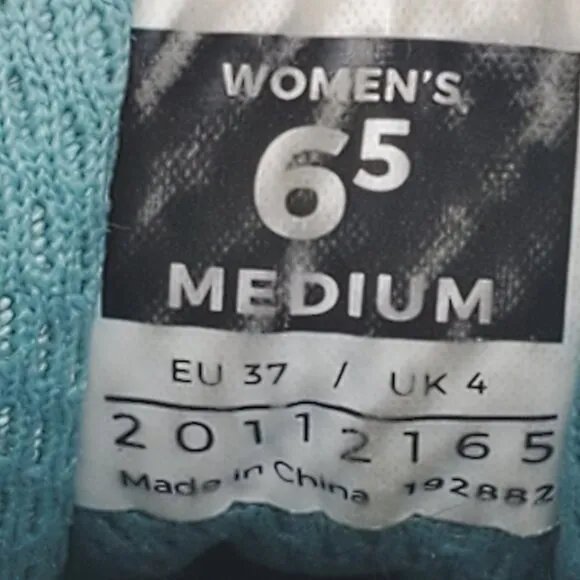 WOMEN'S
6⁵
MEDIUM
EU 37 / UK 4
20112165
Made in China 192882